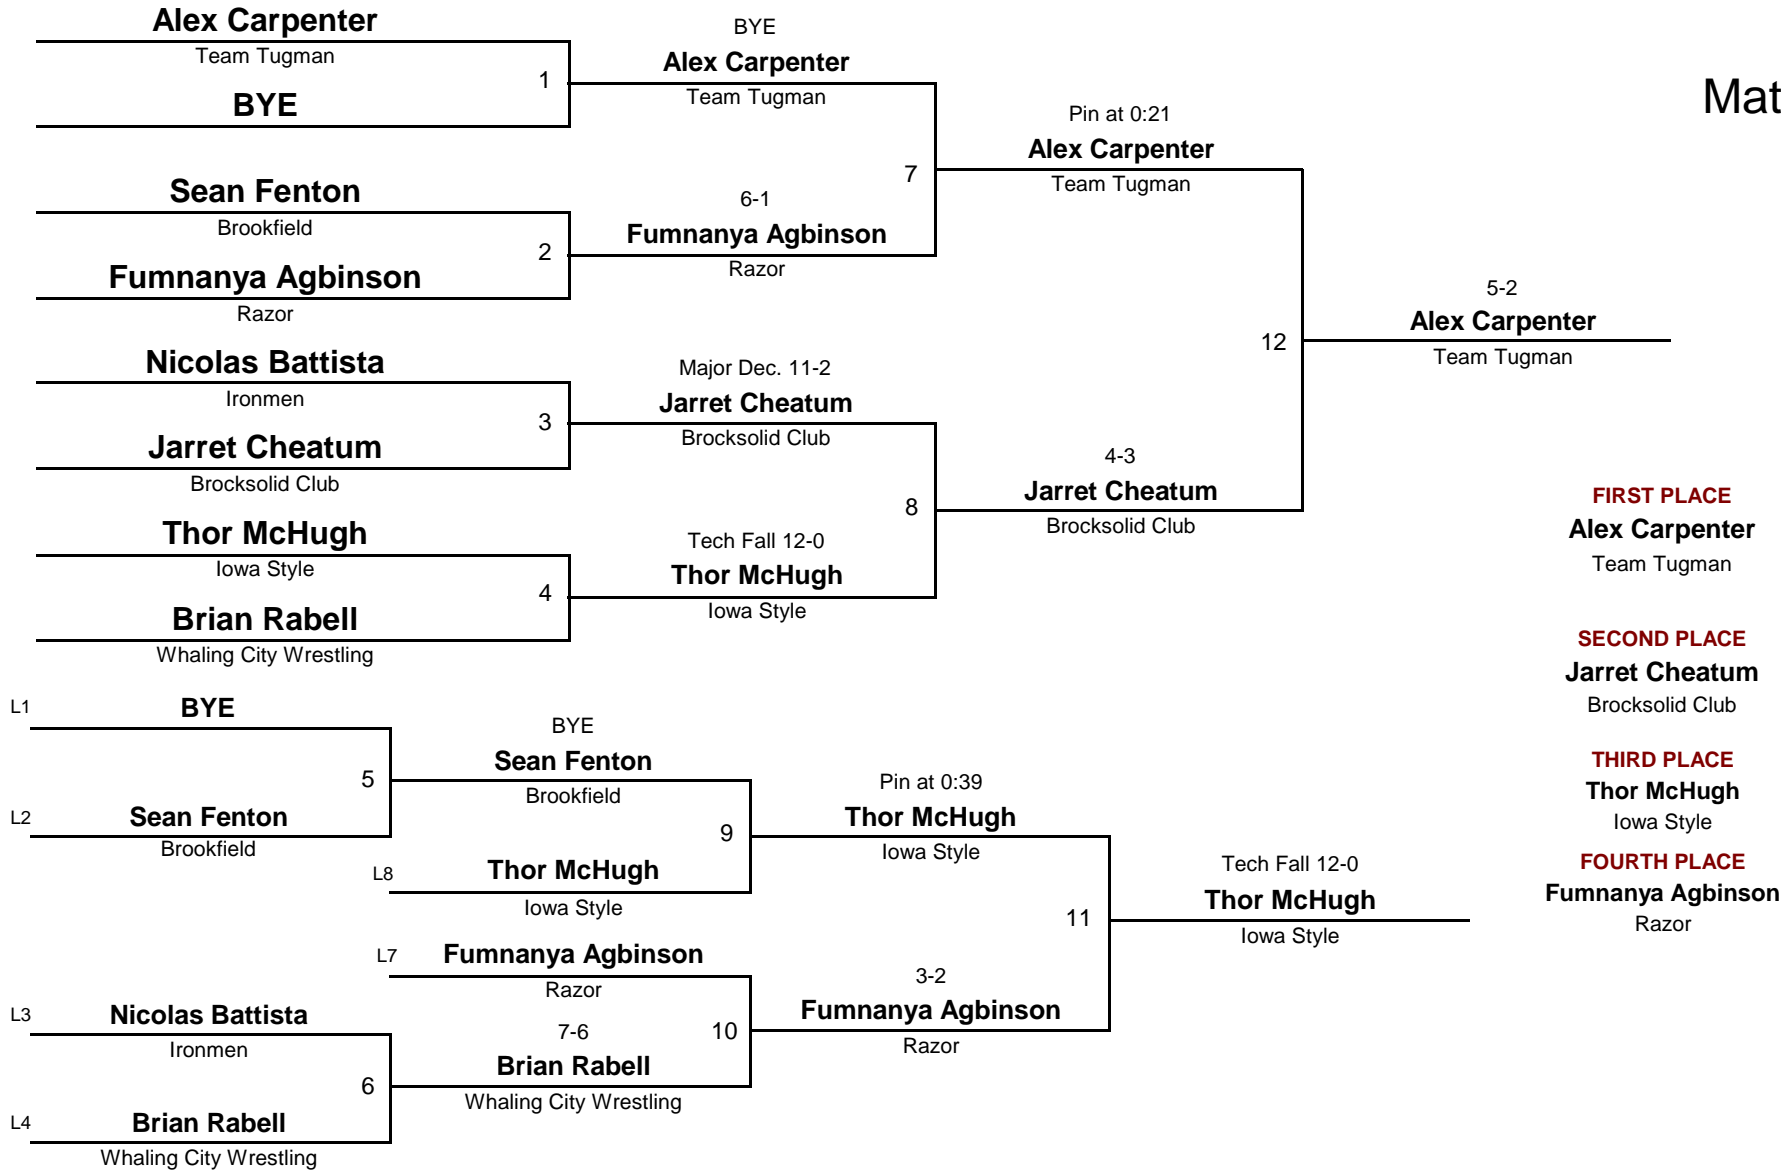 Alex Carpenter
Team Tugman
1
BYE
BYE
Alex Carpenter
Team Tugman
Mat
Sean Fenton
Brookfield
2
Fumnanya Agbinson
Razor
6-1
Fumnanya Agbinson
Razor
7
Pin at 0:21
Alex Carpenter
Team Tugman
Nicolas Battista
Ironmen
3
Jarret Cheatum
Brocksolid Club
Major Dec. 11-2
Jarret Cheatum
Brocksolid Club
Thor McHugh
Iowa Style
4
Brian Rabell
Whaling City Wrestling
Tech Fall 12-0
Thor McHugh
Iowa Style
8
4-3
Jarret Cheatum
Brocksolid Club
12
5-2
Alex Carpenter
Team Tugman
FIRST PLACE
Alex Carpenter
Team Tugman
SECOND PLACE
Jarret Cheatum
Brocksolid Club
THIRD PLACE
Thor McHugh
Iowa Style
FOURTH PLACE
Fumnanya Agbinson
Razor
L1
BYE
5
L2
Sean Fenton
Brookfield
BYE
Sean Fenton
Brookfield
9
L8
Thor McHugh
Iowa Style
Pin at 0:39
Thor McHugh
Iowa Style
L7
Fumnanya Agbinson
Razor
L3
Nicolas Battista
Ironmen
6
L4
Brian Rabell
Whaling City Wrestling
7-6
Brian Rabell
Whaling City Wrestling
10
3-2
Fumnanya Agbinson
Razor
11
Tech Fall 12-0
Thor McHugh
Iowa Style